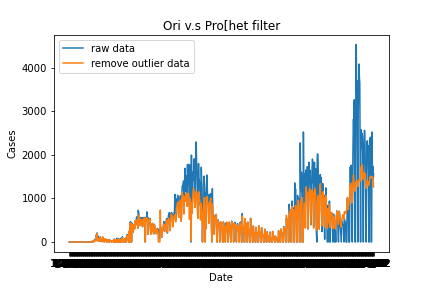 Ori v.s Pro[het filter
raw data
remove outlier data
4000
3000
2000
1000
0
Cases
Date